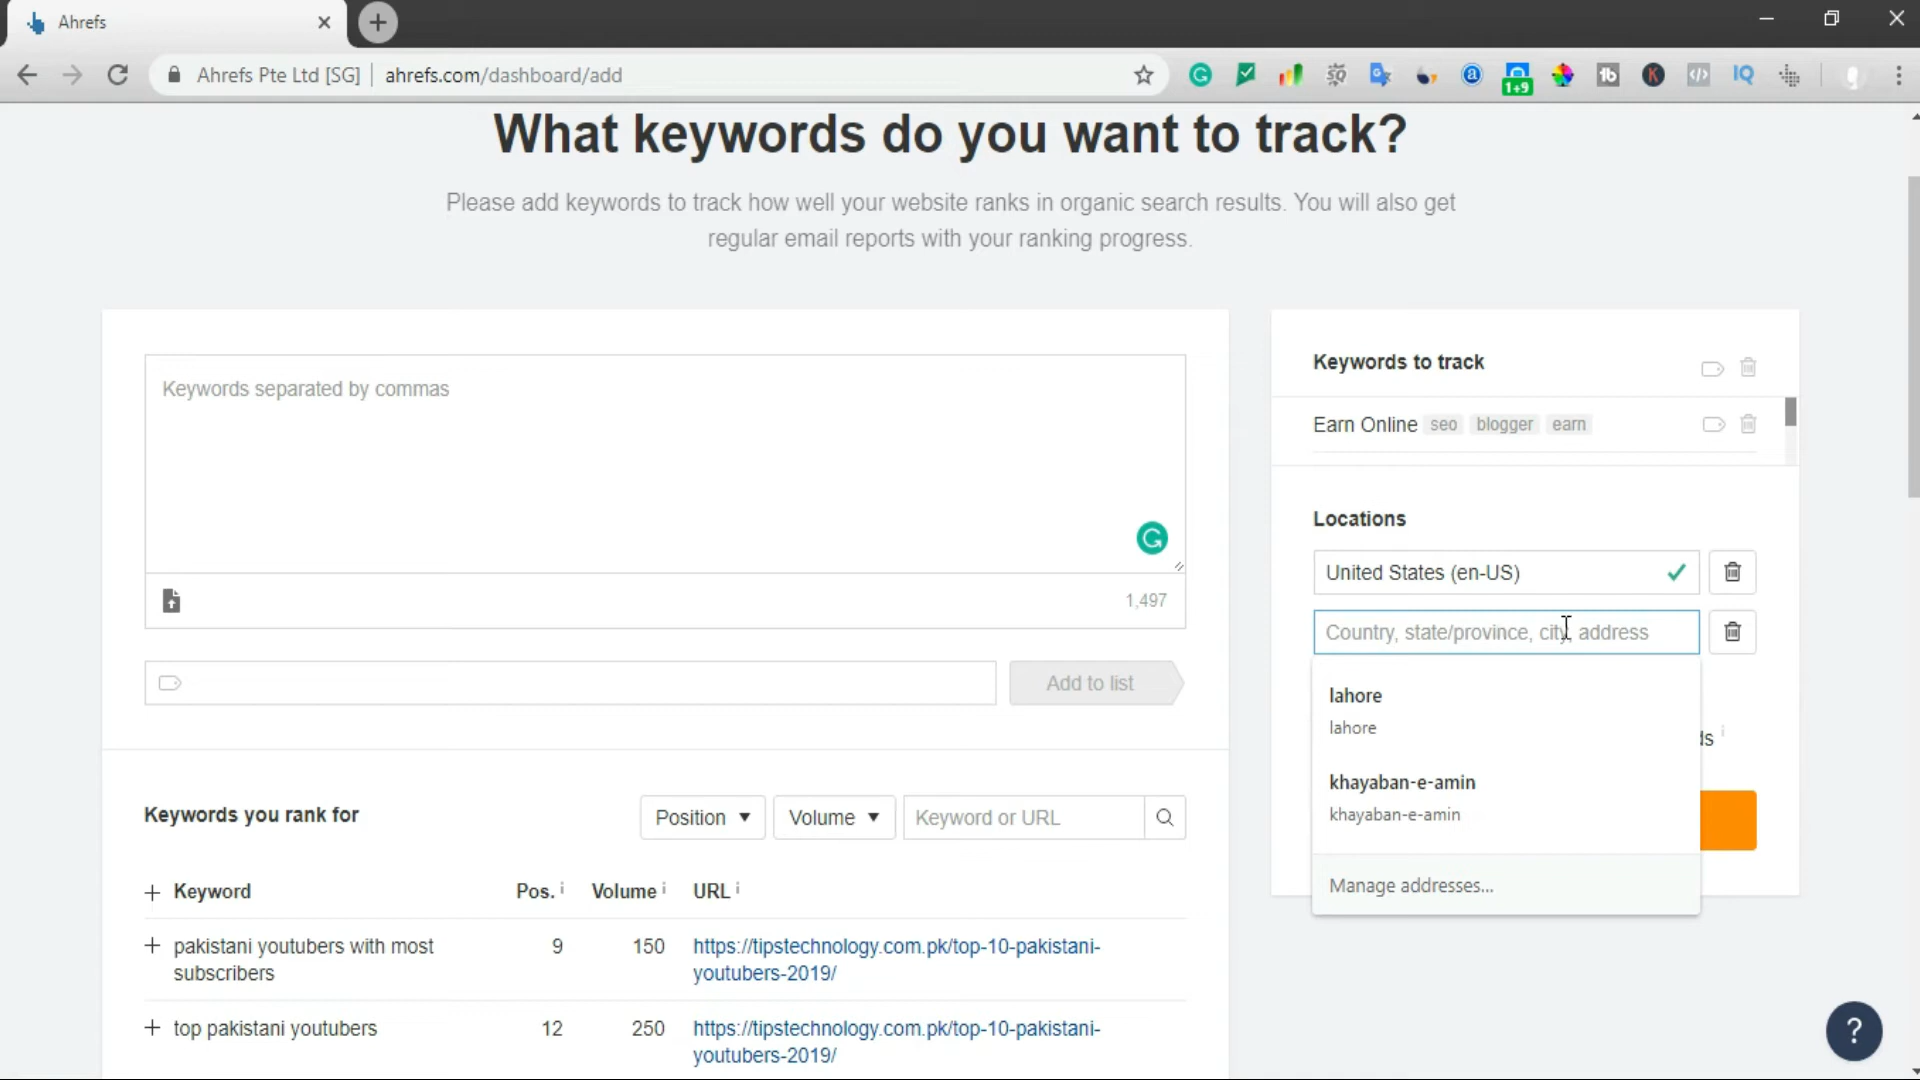 Ahrefs
Ahrefs Pte Ltd [SG] ahrefs.com/dashboard/add
1+9
What keywords do you want to track?
Please add keywords to track how well your website ranks in organic search results. You will also get
regular email reports with your ranking progress.
Keywords separated by commas
1,497
Add to list
Keywords you rank for
Position
Volume
Keyword or URL
Keyword Pos. i Volume i URL i
pakistani youtubers with most
subscribers
9 150 https://tipstechnology.com.pk/top-10-pakistani-
youtubers-2019/
top pakistani youtubers 12 250 https://tipstechnology.com.pk/top-10-pakistani-
youtubers-2019/
Keywords to track
Earn Online seo blogger earn
Locations
United States (en-US)
Country, state/province, city, address
lahore
lahore
khayaban-e-amin
khayaban-e-amin
Manage addresses...
?